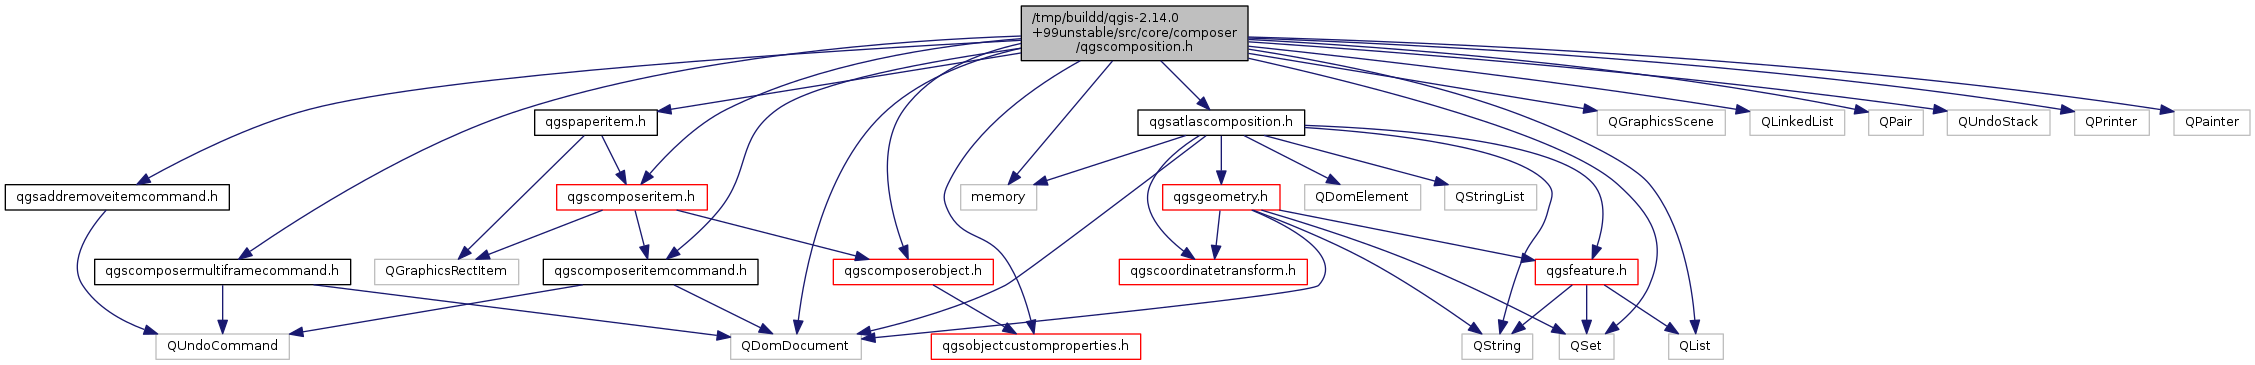 /tmp/buildd/qgis-2.14.0
+99unstable/src/core/composer
/qgscomposition.h
qgspaperitem.h
qgsatlascomposition.h
QGraphicsScene
QLinkedList
QPair
QUndoStack
QPrinter
QPainter
qgsaddremoveitemcommand.h
qgscomposeritem.h
memory
qgsgeometry.h
QDomElement
QStringList
qgscomposermultiframecommand.h
QGraphicsRectItem
qgscomposeritemcommand.h
qgscomposerobject.h
qgscoordinatetransform.h
qgsfeature.h
QUndoCommand
QDomDocument
qgsobjectcustomproperties.h
QString
QSet
QList